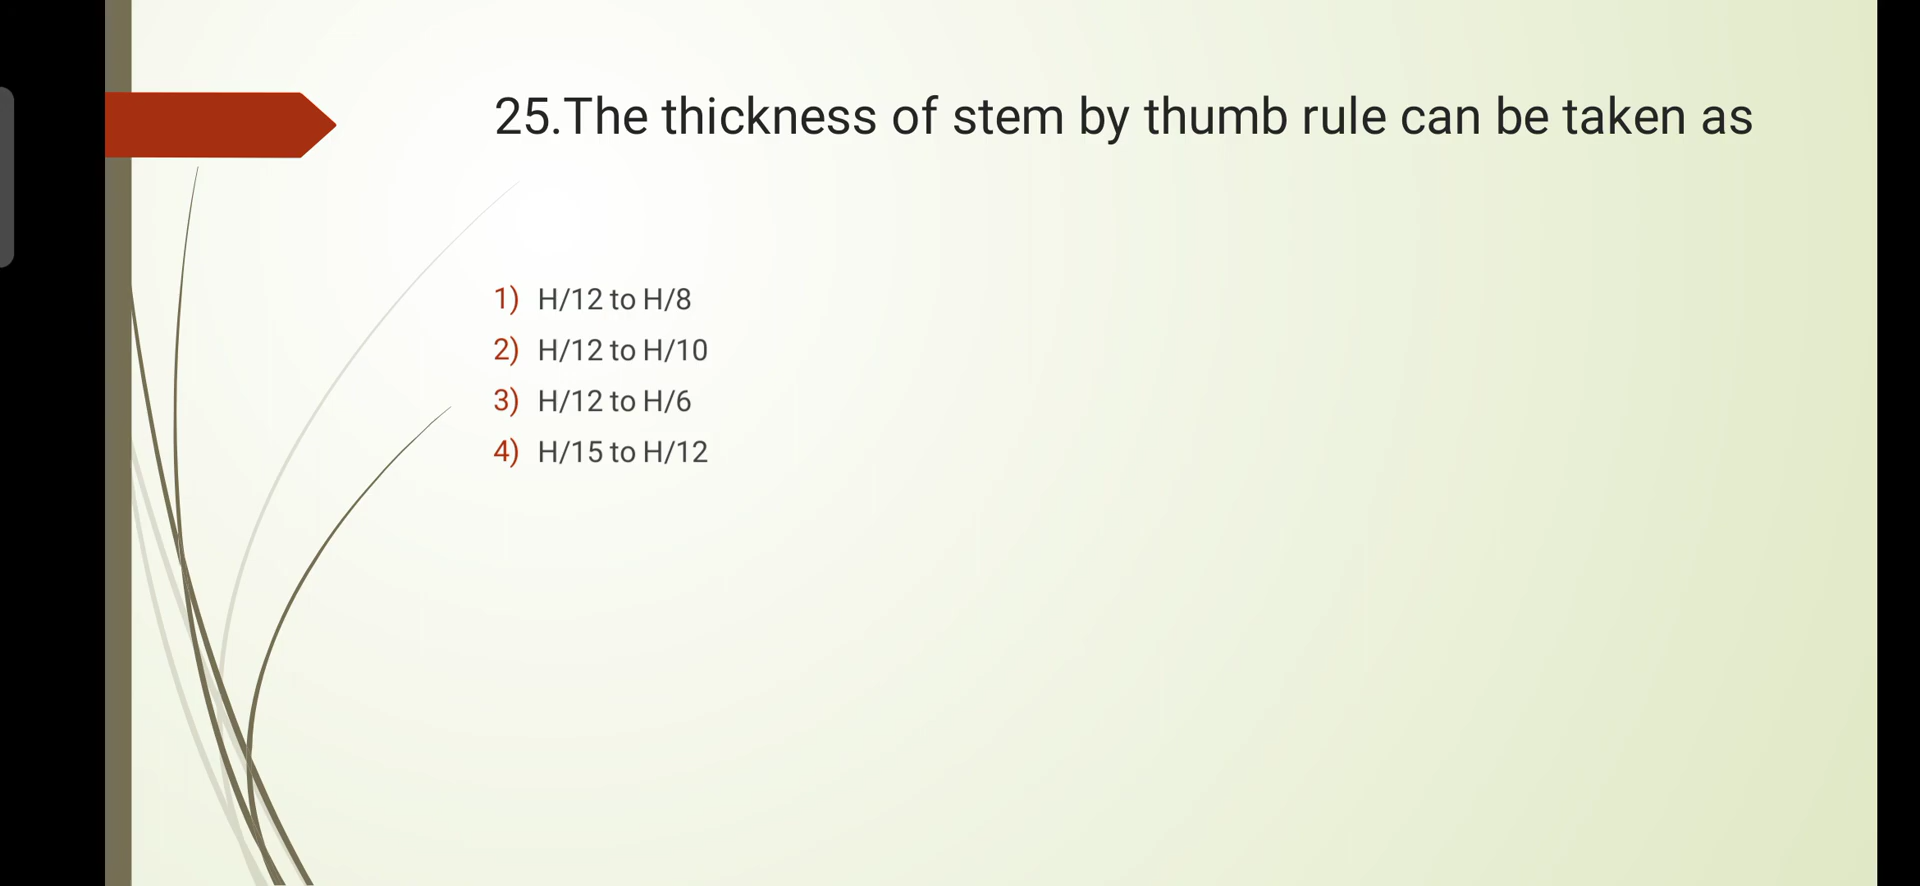 25.The thickness of stem by thumb rule can be taken as
1) H/12 to H/8
2) H/12 to H/10
3) H/12 to H/6
4) H/15 to H/12